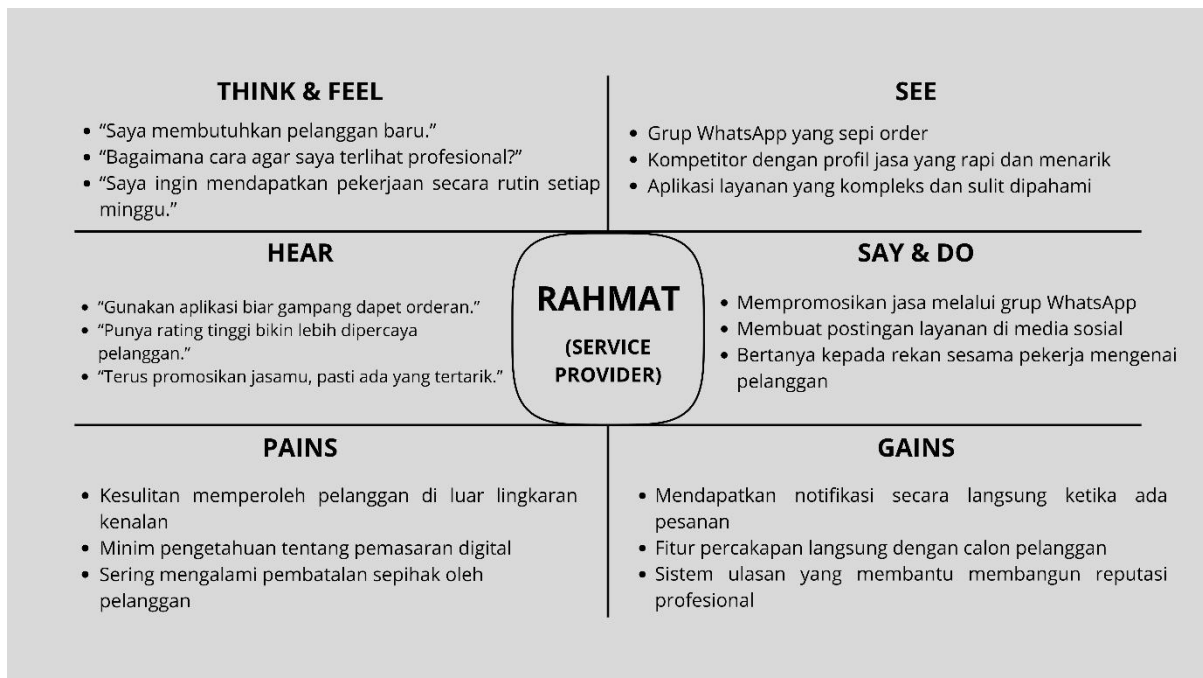 THINK & FEEL
• “Saya membutuhkan pelanggan baru.”
• “Bagaimana cara agar saya terlihat profesional?”
• “Saya ingin mendapatkan pekerjaan secara rutin setiap
minggu.”
SEE
• Grup WhatsApp yang sepi order
• Kompetitor dengan profil jasa yang rapi dan menarik
• Aplikasi layanan yang kompleks dan sulit dipahami
HEAR
• “Gunakan aplikasi biar gampang dapet orderan.”
• “Punya rating tinggi bikin lebih dipercaya
pelanggan.”
• “Terus promosikan jasamu, pasti ada yang tertarik.”
RAHMAT
(SERVICE
PROVIDER)
SAY & DO
• Mempromosikan jasa melalui grup WhatsApp
• Membuat postingan layanan di media sosial
• Bertanya kepada rekan sesama pekerja mengenai
pelanggan
PAINS
• Kesulitan memperoleh pelanggan di luar lingkaran
kenalan
• Minim pengetahuan tentang pemasaran digital
• Sering mengalami pembatalan sepihak oleh
pelanggan
GAINS
• Mendapatkan notifikasi secara langsung ketika ada
pesanan
• Fitur percakapan langsung dengan calon pelanggan
• Sistem ulasan yang membantu membangun reputasi
profesional